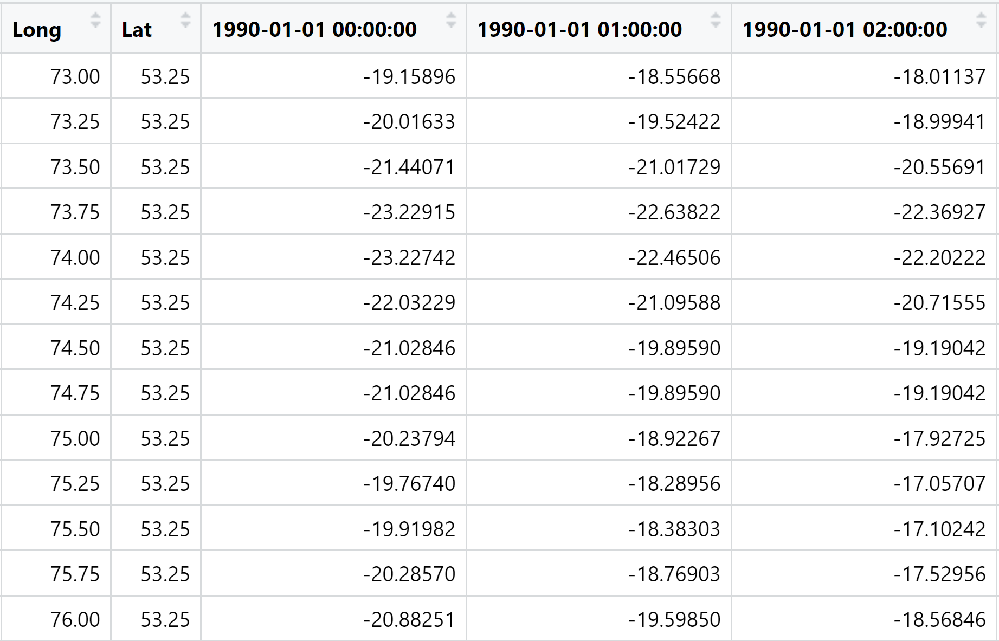 Long Lat 1990-01-01 00:00:00 1990-01-01 01:00:00 1990-01-01 02:00:00
73.00 53.25 -19.15896 -18.55668 -18.01137
73.25 53.25 -20.01633 -19.52422 -18.99941
73.50 53.25 -21.44071 -21.01729 -20.55691
73.75 53.25 -23.22915 -22.63822 -22.36927
74.00 53.25 -23.22742 -22.46506 -22.20222
74.25 53.25 -22.03229 -21.09588 -20.71555
74.50 53.25 -21.02846 -19.89590 -19.19042
74.75 53.25 -21.02846 -19.89590 -19.19042
75.00 53.25 -20.23794 -18.92267 -17.92725
75.25 53.25 -19.76740 -18.28956 -17.05707
75.50 53.25 -19.91982 -18.38303 -17.10242
75.75 53.25 -20.28570 -18.76903 -17.52956
76.00 53.25 -20.88251 -19.59850 -18.56846